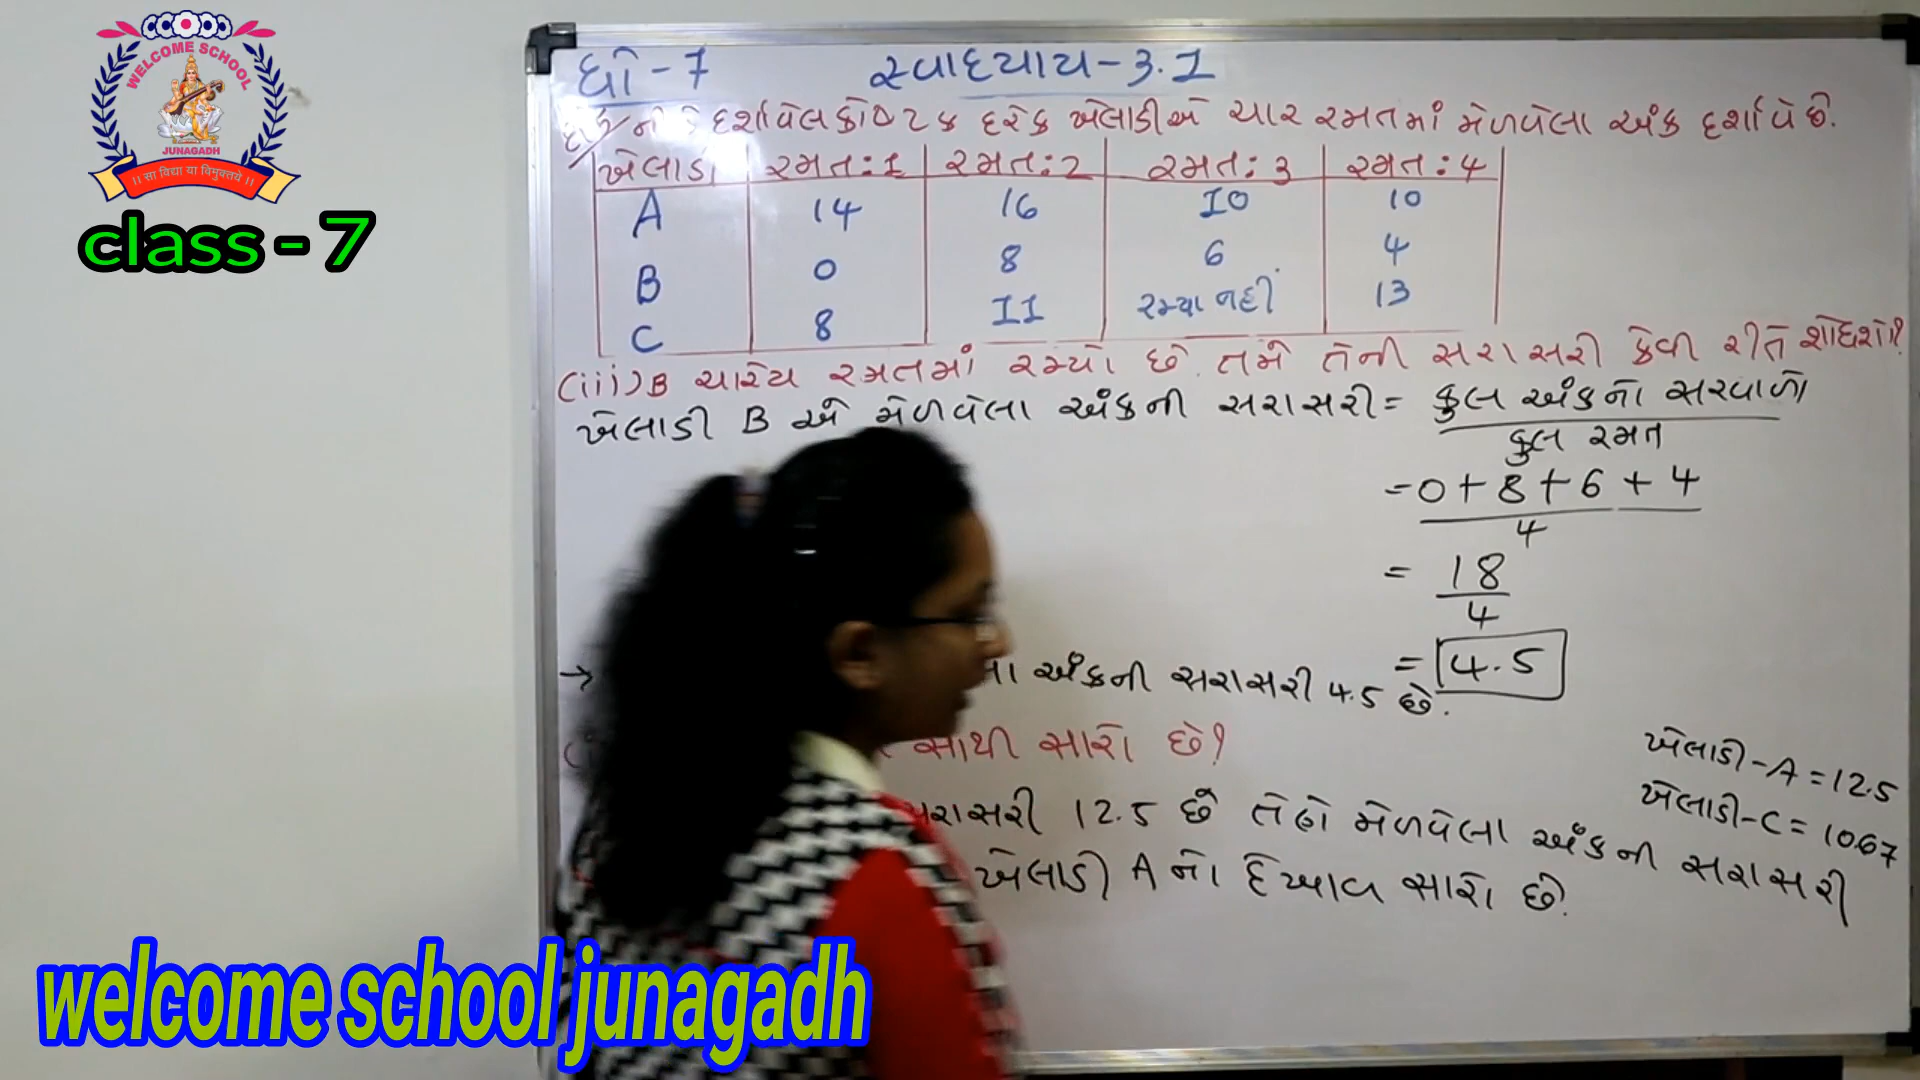 WELCOME SCHOOL
JUNAGADH
।। सा विद्या या विमुक्तये ।।
class - 7
ધો - 7 સ્વાધ્યાય - 3.1
દર્શાવેલ કોષ્ટક દરેક ખેલાડીએ ચાર રમતમાં મેળવેલા અંક દર્શાવે છે.
ખેલાડી રમત:1 રમત:2 રમત:3 રમત:4
A 14 16 10 10
B 0 8 6 4
C 8 11 રમ્યા નહી 13
(iii) B ચારેય રમતમાં રમ્યો છે. તમે તેની સરાસરી કેવી રીતે શોધશો?
ખેલાડી B એ મેળવેલા અંકની સરાસરી = કુલ અંકનો સરવાળો
કુલ રમત
= 0 + 8 + 6 + 4
4
= 18
4
= 4.5
→ અંકની સરાસરી 4.5 છે.
સૌથી સારો છે?
ખેલાડી - A = 12.5
ખેલાડી - C = 10.67
સરાસરી 12.5 છે તેણે મેળવેલા અંકની સરાસરી
ખેલાડી A નો દેખાવ સારો છે.
welcome school junagadh